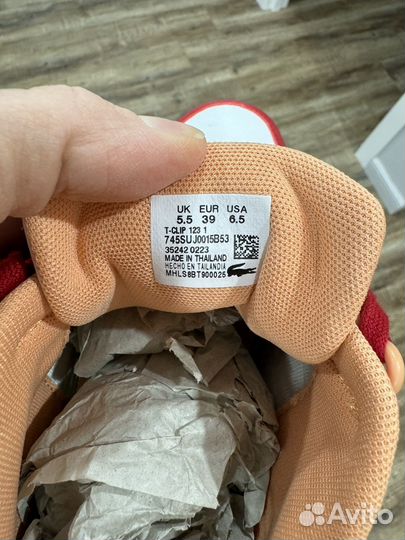 UK EUR USA
5.5 39 6.5
T-CLIP 123 1
745SUJ0015B53
35242 0223
MADE IN THAILAND
HECHO EN TAILANDIA
MHLS8BT900025
Avito